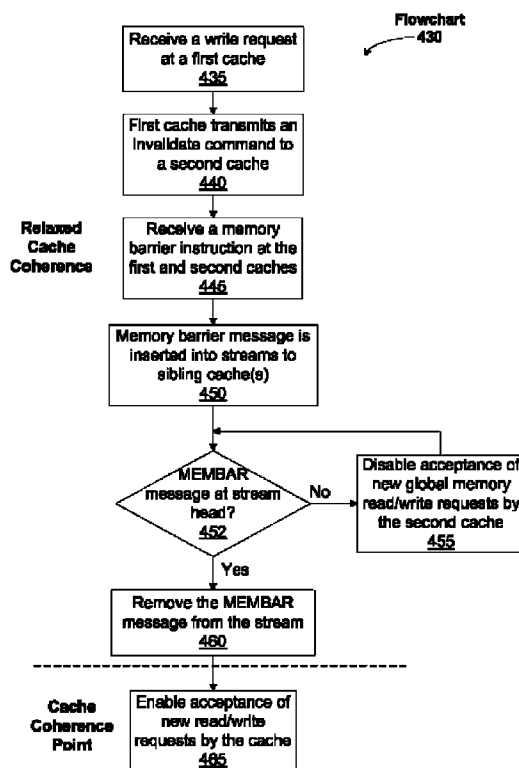 Flowchart
430
Receive a write request
at a first cache
435
First cache transmits an
invalidate command to
a second cache
440
Relaxed
Cache
Coherence
Receive a memory
barrier instruction at the
first and second caches
445
Memory barrier message is
inserted into streams to
sibling cache(s)
450
MEMBAR
message at stream
head?
452
No
Disable acceptance of
new global memory
read/write requests by
the second cache
455
Yes
Remove the MEMBAR
message from the stream
460
Cache
Coherence
Point
Enable acceptance of
new read/write
requests by the cache
465